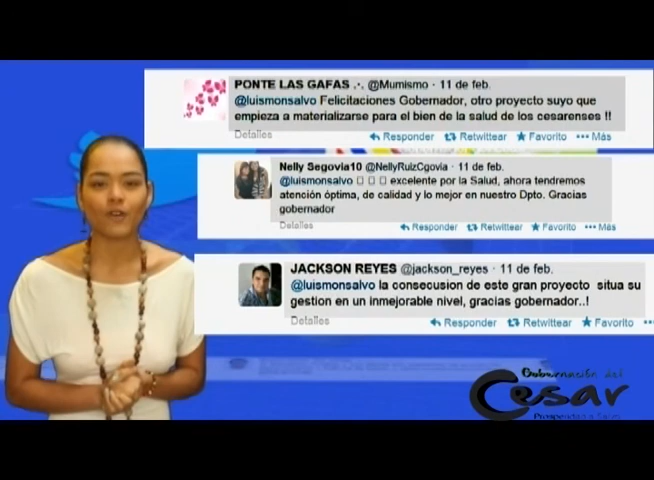 PONTE LAS GAFAS .·. @Mumismo · 11 de feb.
@luismonsalvo Felicitaciones Gobernador, otro proyecto suyo que
empieza a materializarse para el bien de la salud de los cesarenses !!
Detalles Responder Retwittear Favorito ••• Más
Nelly Segovia10 @NellyRuizCgovia · 11 de feb.
@luismonsalvo excelente por la Salud, ahora tendremos
atención óptima, de calidad y lo mejor en nuestro Dpto. Gracias
gobernador
Detalles Responder Retwittear Favorito ••• Más
JACKSON REYES @jackson_reyes · 11 de feb.
@luismonsalvo la consecusion de este gran proyecto situa su
gestion en un inmejorable nivel, gracias gobernador..!
Detalles Responder Retwittear Favorito
Gobernación del
Cesar